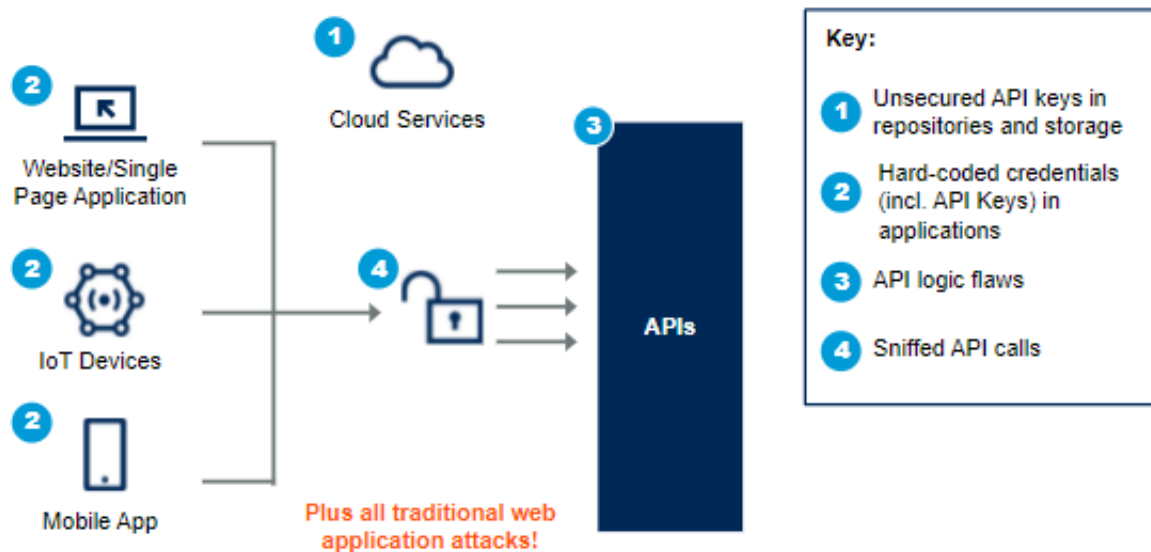 1
Cloud Services
2
Website/Single
Page Application
2
IoT Devices
2
Mobile App
4
3
APIs
Plus all traditional web
application attacks!
Key:
1
Unsecured API keys in
repositories and storage
2
Hard-coded credentials
(incl. API Keys) in
applications
3
API logic flaws
4
Sniffed API calls